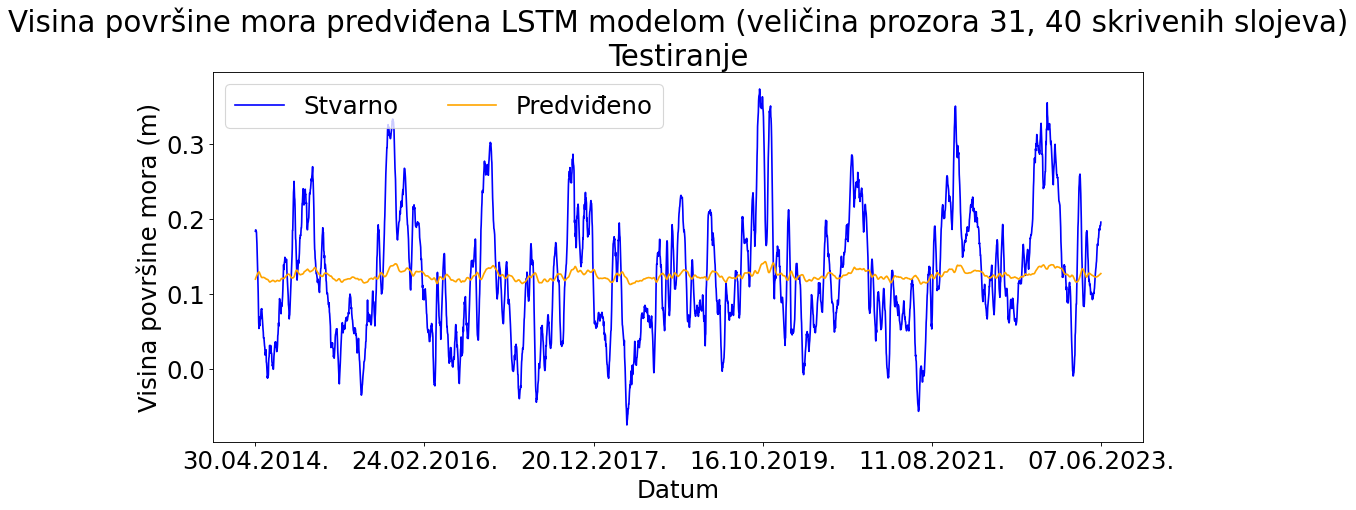 Visina površine mora predviđena LSTM modelom (veličina prozora 31, 40 skrivenih slojeva)
Testiranje
Stvarno Predviđeno
Visina površine mora (m)
0.3
0.2
0.1
0.0
30.04.2014. 24.02.2016. 20.12.2017. 16.10.2019. 11.08.2021. 07.06.2023.
Datum